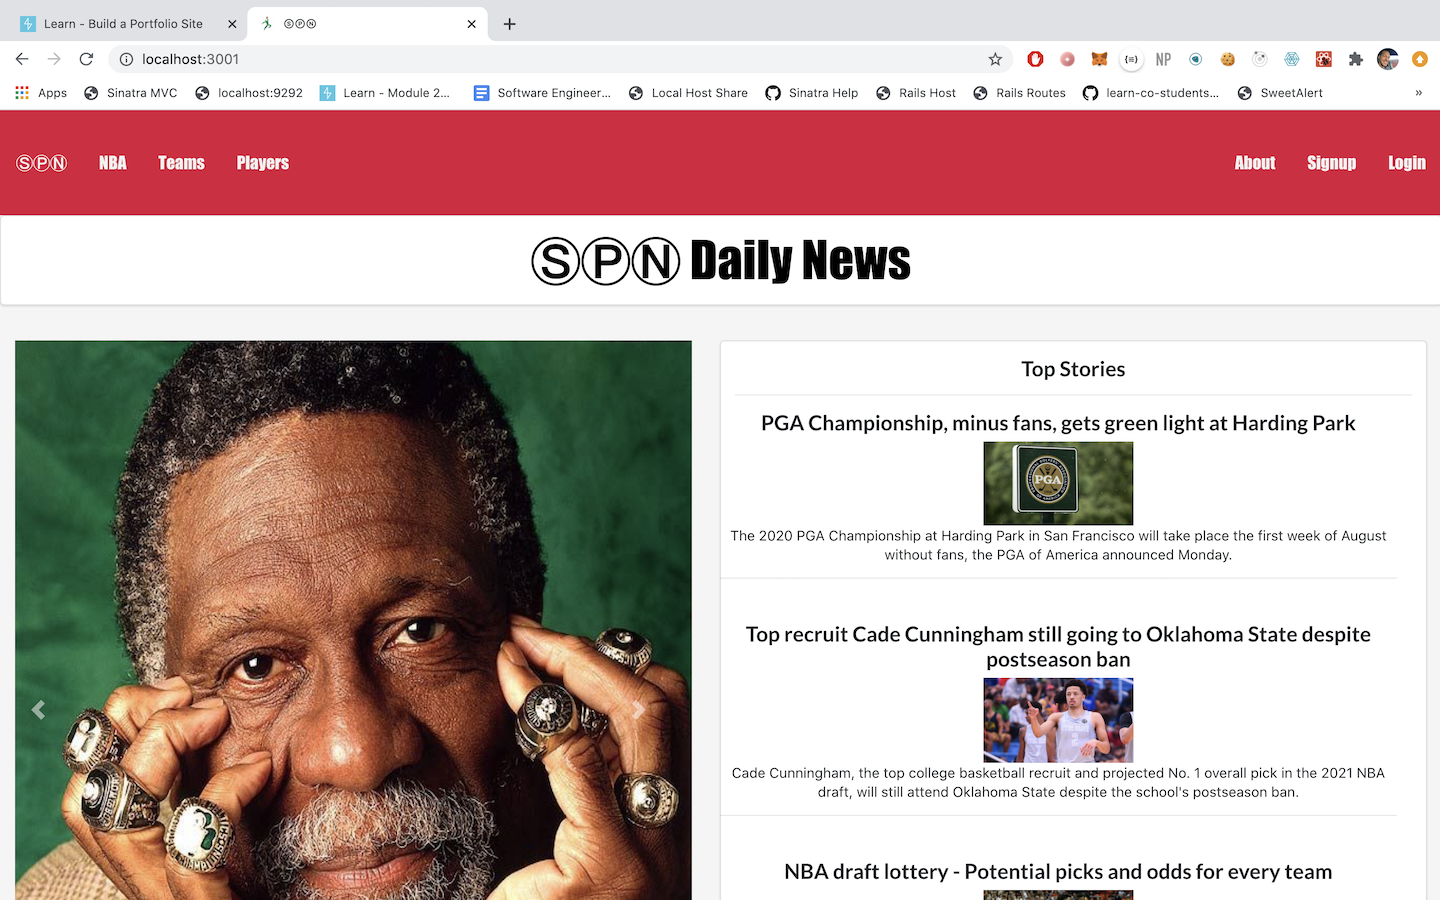 Learn - Build a Portfolio Site
ⓈⓅⓃ
localhost:3001
NP
Apps
Sinatra MVC
localhost:9292
Learn - Module 2...
Software Engineer...
Local Host Share
Sinatra Help
Rails Host
Rails Routes
learn-co-students...
SweetAlert
»
ⓈⓅⓃ NBA Teams Players About Signup Login
ⓈⓅⓃ Daily News
Top Stories
PGA Championship, minus fans, gets green light at Harding Park
PGA
The 2020 PGA Championship at Harding Park in San Francisco will take place the first week of August
without fans, the PGA of America announced Monday.
Top recruit Cade Cunningham still going to Oklahoma State despite
postseason ban
Cade Cunningham, the top college basketball recruit and projected No. 1 overall pick in the 2021 NBA
draft, will still attend Oklahoma State despite the school's postseason ban.
NBA draft lottery - Potential picks and odds for every team